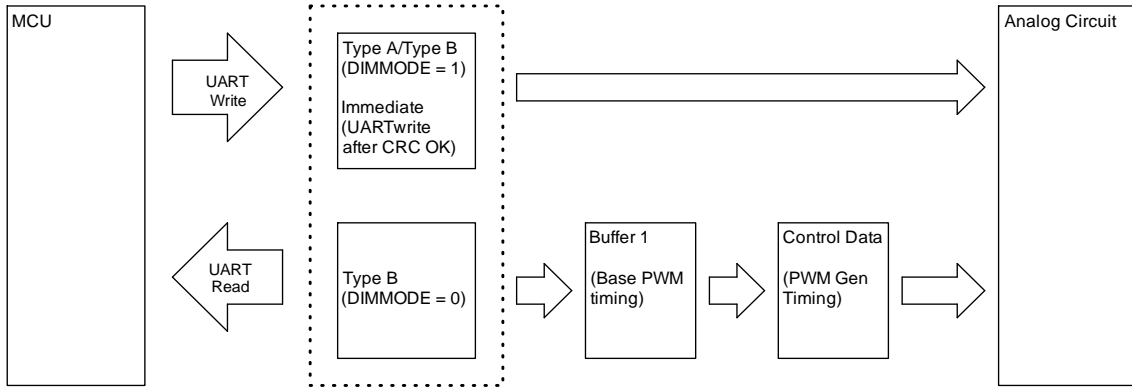 MCU
UART
Write
Type A/Type B
(DIMMODE = 1)
Immediate
(UARTwrite
after CRC OK)
Analog Circuit
UART
Read
Type B
(DIMMODE = 0)
Buffer 1
(Base PWM
timing)
Control Data
(PWM Gen
Timing)